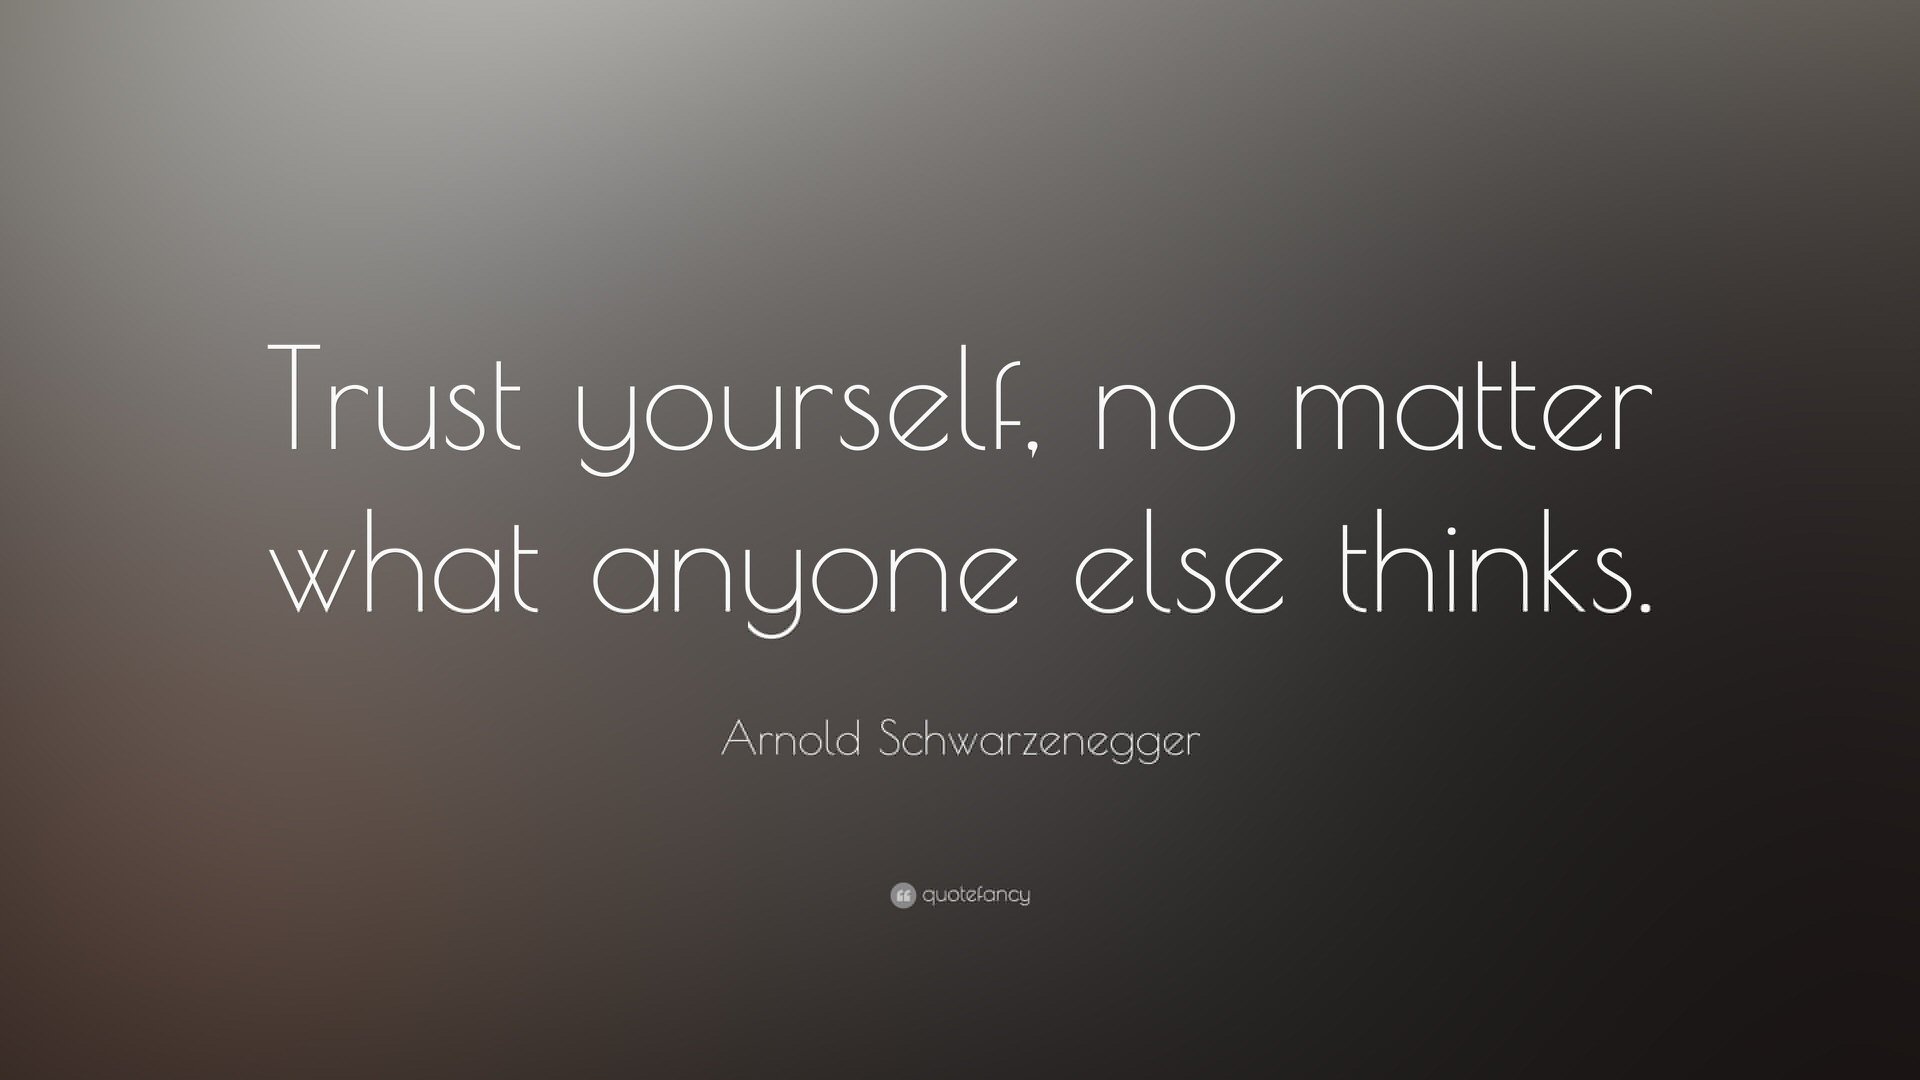 Trust yourself, no matter
what anyone else thinks.
Arnold Schwarzenegger
quotefancy